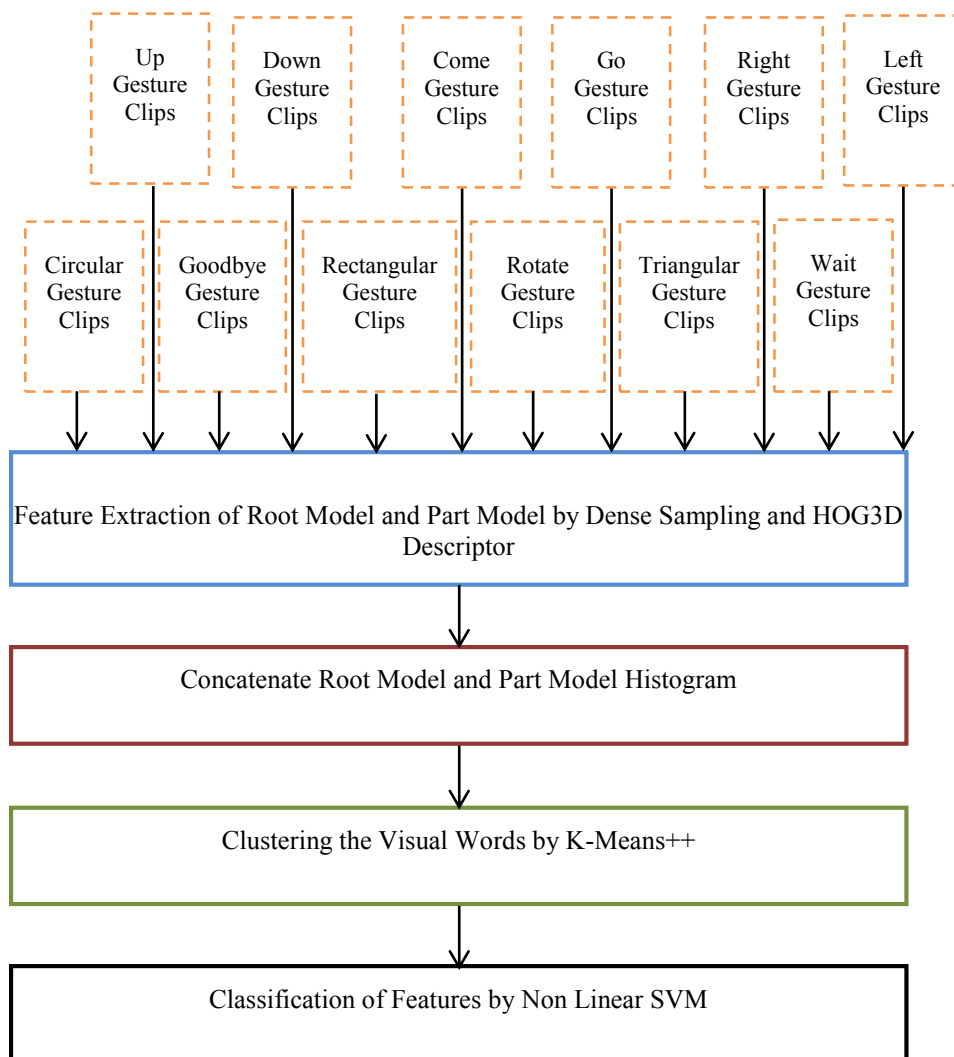 Up
Gesture
Clips
Down
Gesture
Clips
Come
Gesture
Clips
Go
Gesture
Clips
Right
Gesture
Clips
Left
Gesture
Clips
Circular
Gesture
Clips
Goodbye
Gesture
Clips
Rectangular
Gesture
Clips
Rotate
Gesture
Clips
Triangular
Gesture
Clips
Wait
Gesture
Clips
Feature Extraction of Root Model and Part Model by Dense Sampling and HOG3D
Descriptor
Concatenate Root Model and Part Model Histogram
Clustering the Visual Words by K-Means++
Classification of Features by Non Linear SVM